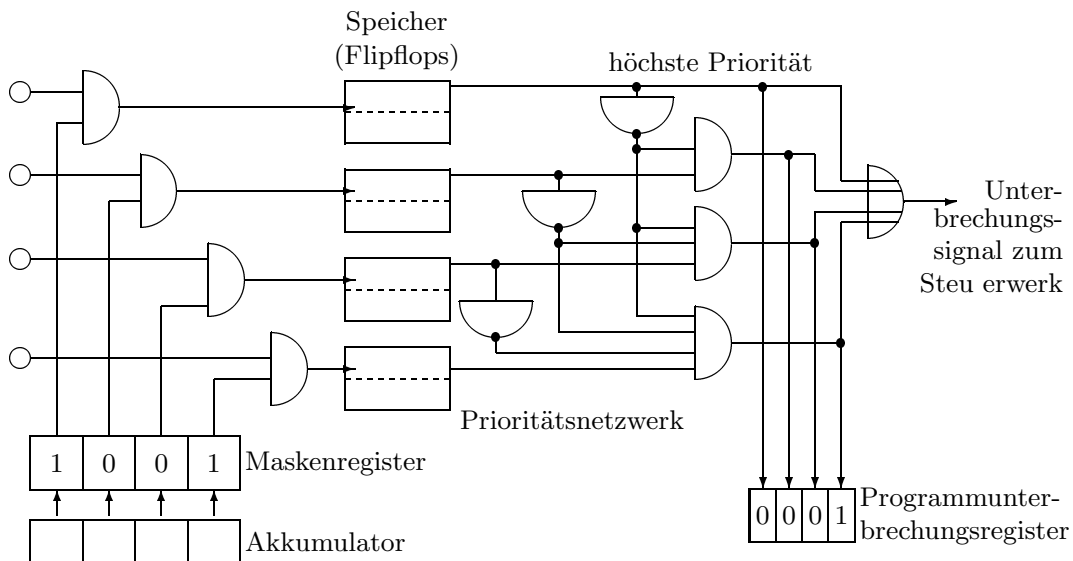 Speicher
(Flipflops)
höchste Priorität
Unter-
brechungs-
signal zum
Steu erwerk
Prioritätsnetzwerk
1 0 0 1 Maskenregister
0 0 0 1 Programmunter-
brechungsregister
Akkumulator